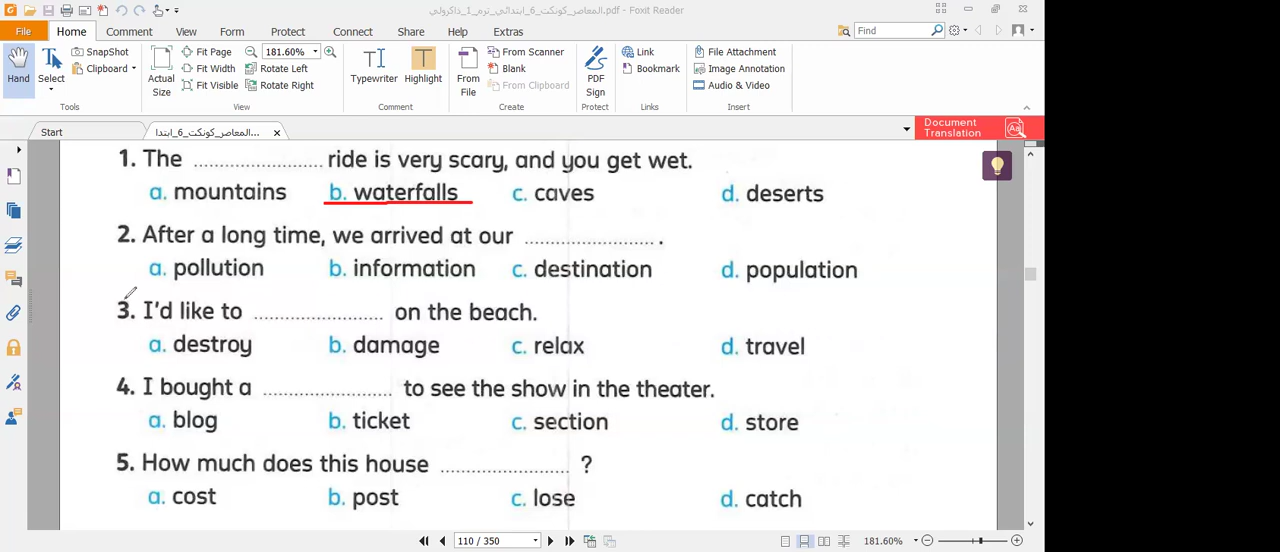 المعاصر_كونكت_6_ابتدائي_ترم_1_ذاكرولي.pdf - Foxit Reader
File Home Comment View Form Protect Connect Share Help Extras Find
Hand
Select
SnapShot
Clipboard
Tools
Actual Size
Fit Page
Fit Width
Fit Visible
181.60%
Rotate Left
Rotate Right
View
Typewriter
Highlight
Comment
From File
From Scanner
Blank
From Clipboard
Create
PDF Sign
Protect
Link
Bookmark
Links
File Attachment
Image Annotation
Audio & Video
Insert
Start
المعاصر_كونكت_6_ابتدا...
Document Translation
1. The ........................ ride is very scary, and you get wet.
a. mountains b. waterfalls c. caves d. deserts
2. After a long time, we arrived at our ........................ .
a. pollution b. information c. destination d. population
3. I'd like to ........................ on the beach.
a. destroy b. damage c. relax d. travel
4. I bought a ........................ to see the show in the theater.
a. blog b. ticket c. section d. store
5. How much does this house ........................ ?
a. cost b. post c. lose d. catch
110 / 350
181.60%